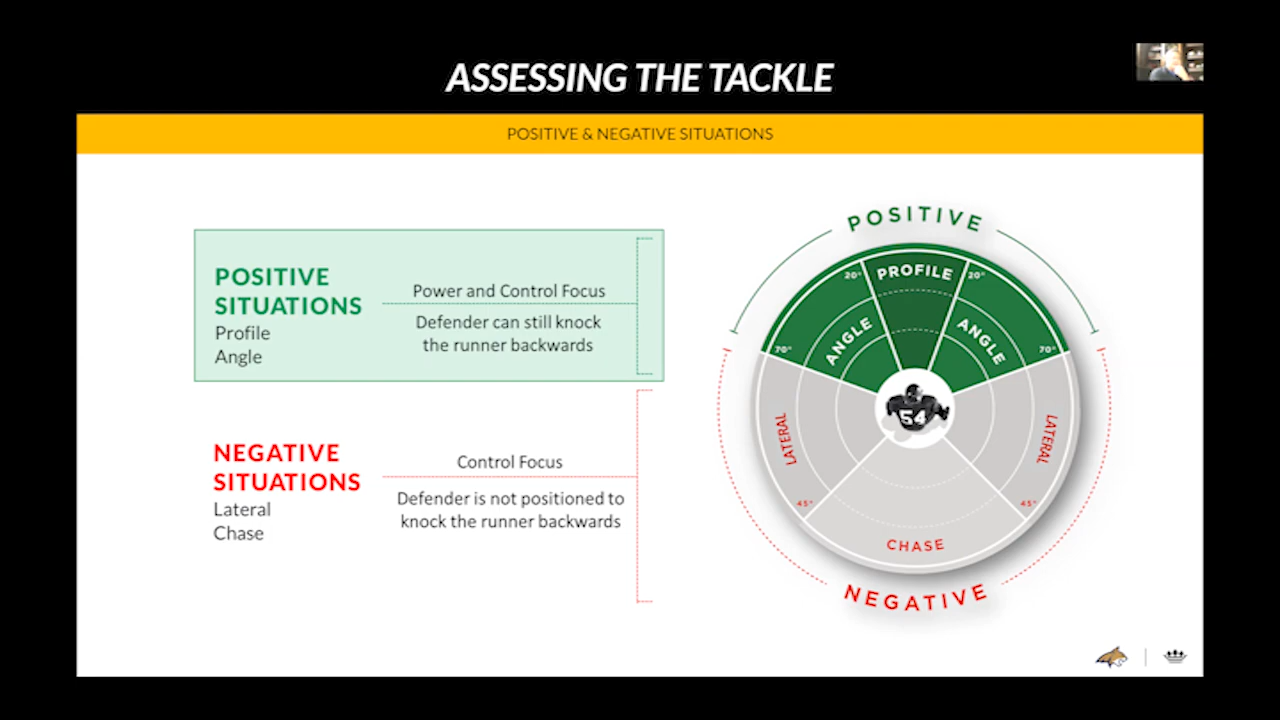 ASSESSING THE TACKLE
POSITIVE & NEGATIVE SITUATIONS
POSITIVE
SITUATIONS
Profile
Angle
Power and Control Focus
Defender can still knock
the runner backwards
NEGATIVE
SITUATIONS
Lateral
Chase
Control Focus
Defender is not positioned to
knock the runner backwards
POSITIVE
20°
PROFILE
20°
ANGLE
ANGLE
70°
70°
54
LATERAL
LATERAL
45°
45°
CHASE
NEGATIVE